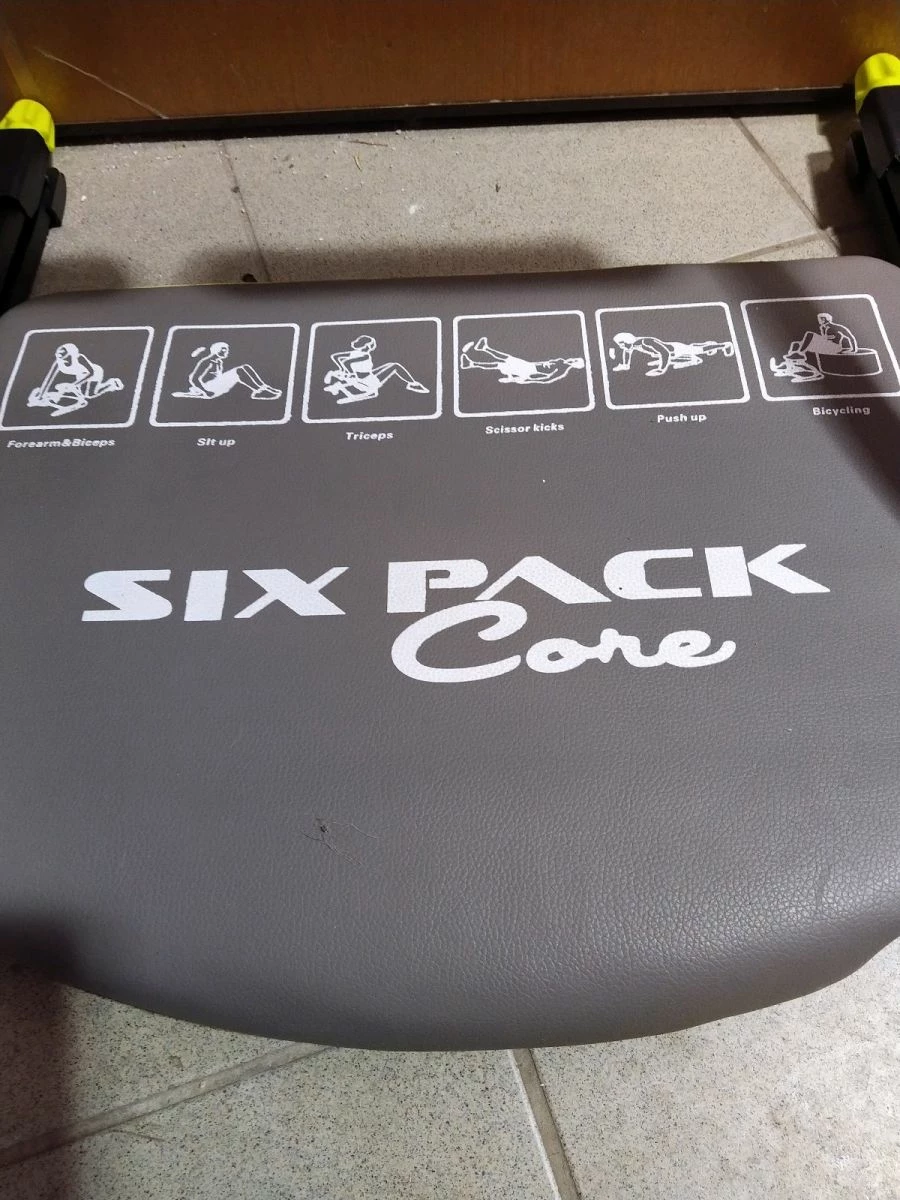 Forearm&Biceps
SIt up
Triceps
Scissor kicks
Push up
Bicycling
SIX PACK
Core